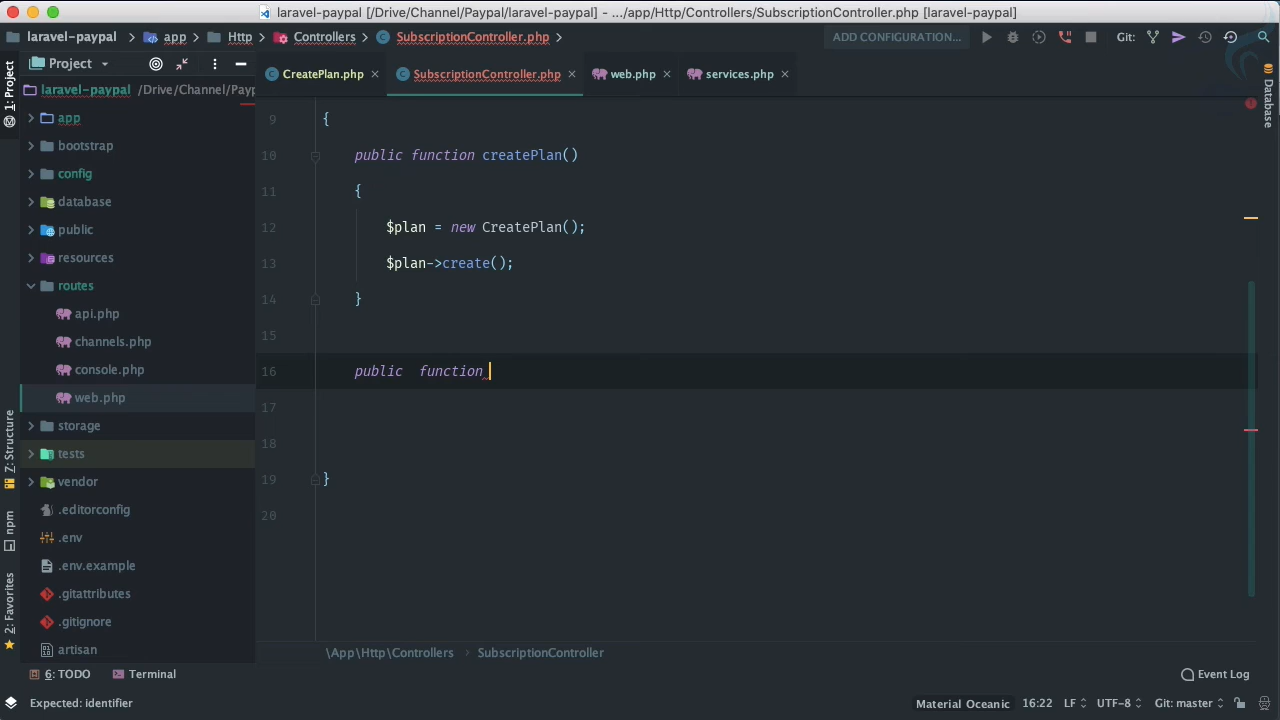 laravel-paypal [/Drive/Channel/Paypal/laravel-paypal] - .../app/Http/Controllers/SubscriptionController.php [laravel-paypal]
laravel-paypal app Http Controllers SubscriptionController.php ADD CONFIGURATION... Git:
1: Project
Project
CreatePlan.php SubscriptionController.php web.php services.php
Database
laravel-paypal /Drive/Channel/Payp
app
bootstrap
config
database
public
resources
routes
api.php
channels.php
console.php
web.php
storage
tests
vendor
.editorconfig
.env
.env.example
.gitattributes
.gitignore
artisan
7: Structure
npm
2: Favorites
9 {
10 public function createPlan()
11 {
12 $plan = new CreatePlan();
13 $plan->create();
14 }
15
16 public  function
17
18
19 }
20
\App\Http\Controllers SubscriptionController
6: TODO Terminal Event Log
Expected: identifier Material Oceanic 16:22 LF UTF-8 Git: master